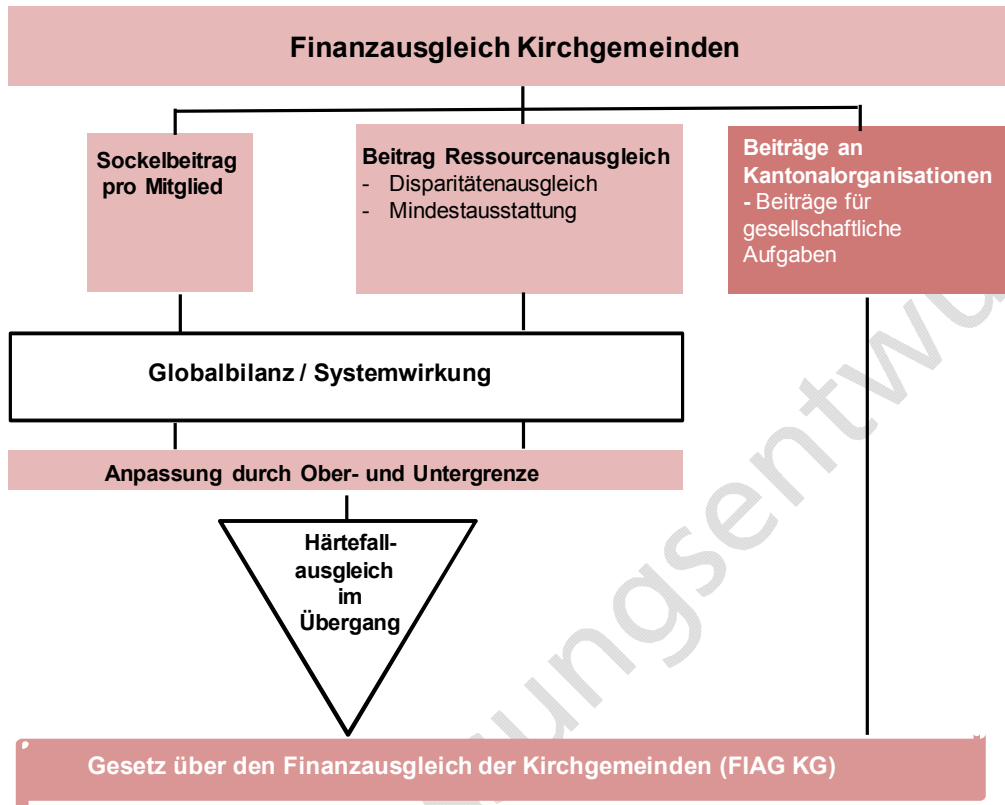 Finanzausgleich Kirchgemeinden
Sockelbeitrag
pro Mitglied
Beitrag Ressourcenausgleich
- Disparitätenausgleich
- Mindestausstattung
Beiträge an
Kantonalorganisationen
- Beiträge für
gesellschaftliche
Aufgaben
Globalbilanz / Systemwirkung
Anpassung durch Ober- und Untergrenze
Härtefall-
ausgleich
im
Übergang
Gesetz über den Finanzausgleich der Kirchgemeinden (FIAG KG)